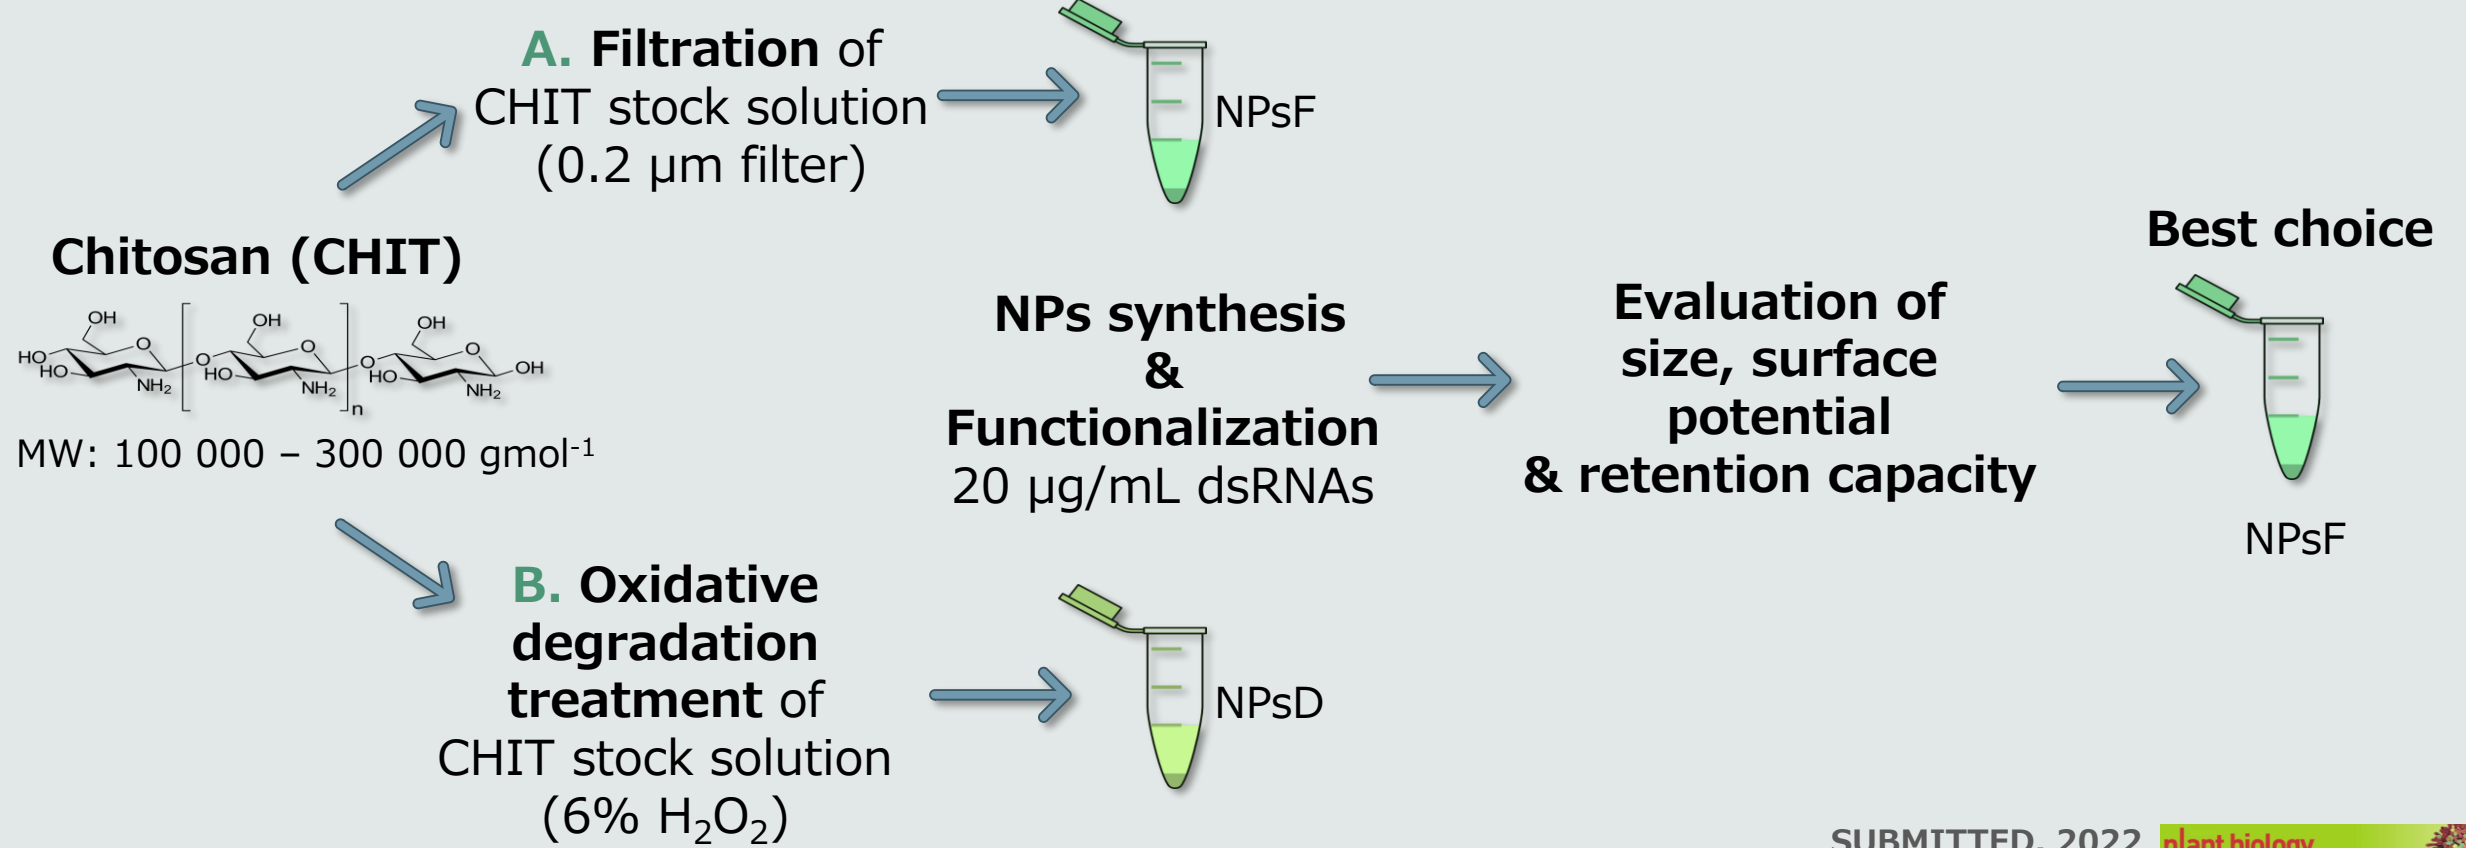 A. Filtration of
CHIT stock solution
(0.2 µm filter)
NPsF
Chitosan (CHIT)
OH
OH
OH
HO
O
HO
NH₂
O
O
HO
NH₂
n
O
O
HO
NH₂
OH
MW: 100 000 – 300 000 gmol⁻¹
B. Oxidative
degradation
treatment of
CHIT stock solution
(6% H₂O₂)
NPsD
NPs synthesis
&
Functionalization
20 µg/mL dsRNAs
Evaluation of
size, surface
potential
& retention capacity
Best choice
NPsF
SUBMITTED, 2022
plant biology